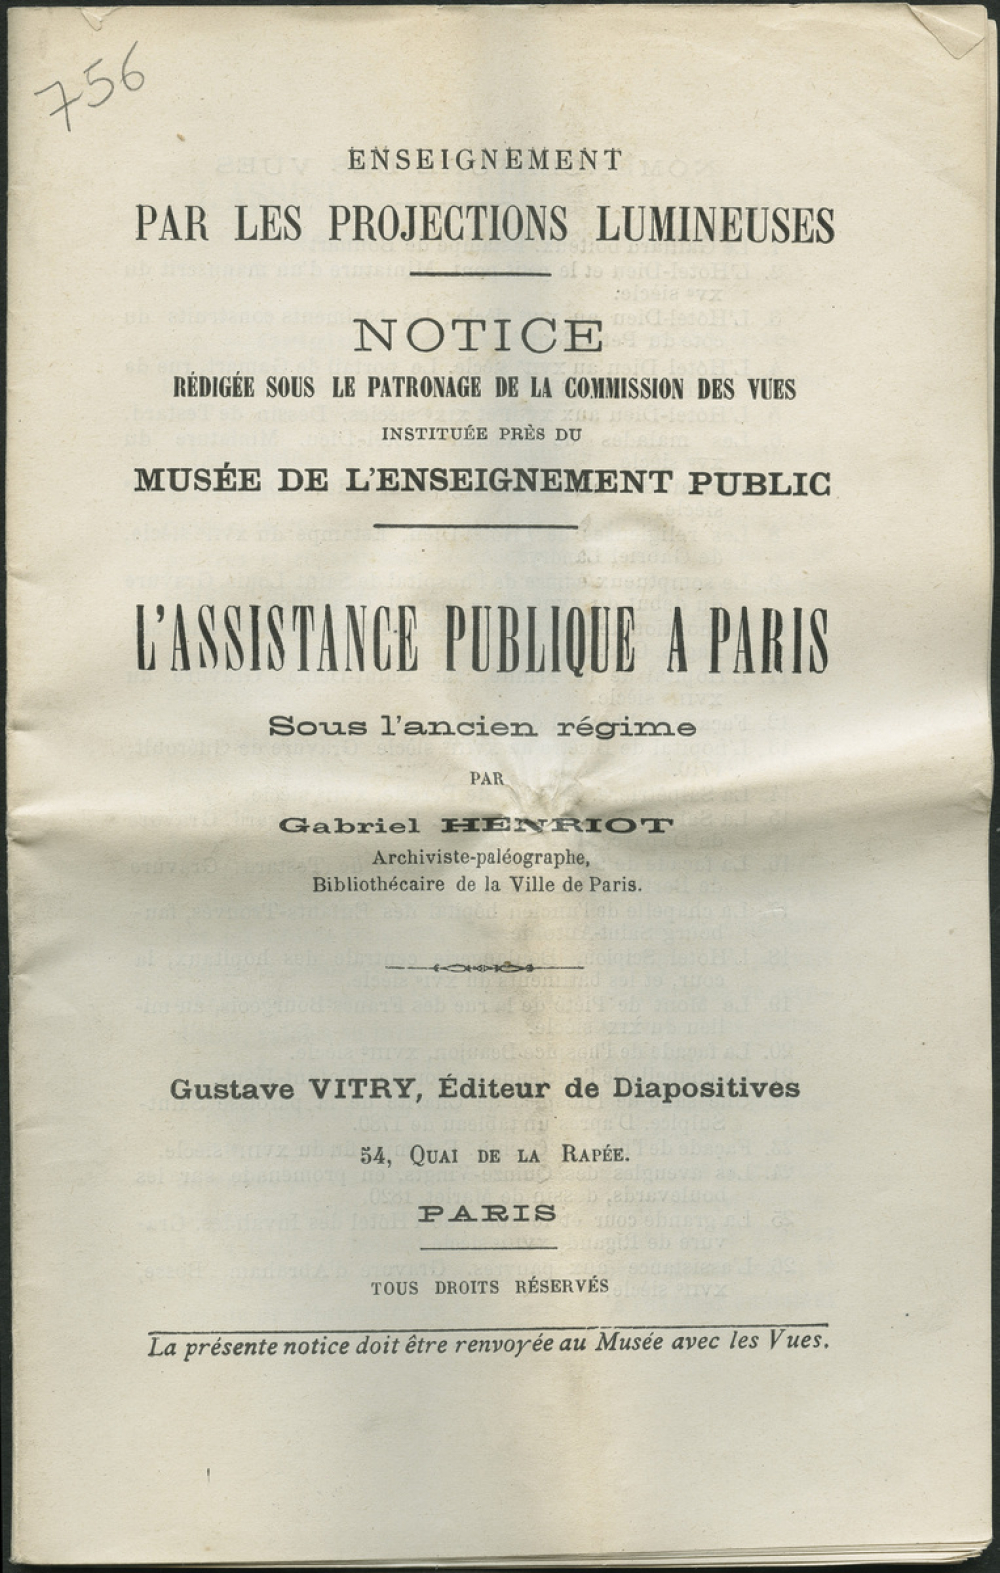 756
ENSEIGNEMENT
PAR LES PROJECTIONS LUMINEUSES
NOTICE
RÉDIGÉE SOUS LE PATRONAGE DE LA COMMISSION DES VUES
INSTITUÉE PRÈS DU
MUSÉE DE L'ENSEIGNEMENT PUBLIC
L'ASSISTANCE PUBLIQUE A PARIS
Sous l'ancien régime
PAR
Gabriel HENRIOT
Archiviste-paléographe,
Bibliothécaire de la Ville de Paris.
Gustave VITRY, Éditeur de Diapositives
54, QUAI DE LA RAPÉE.
PARIS
TOUS DROITS RÉSERVÉS
La présente notice doit être renvoyée au Musée avec les Vues.